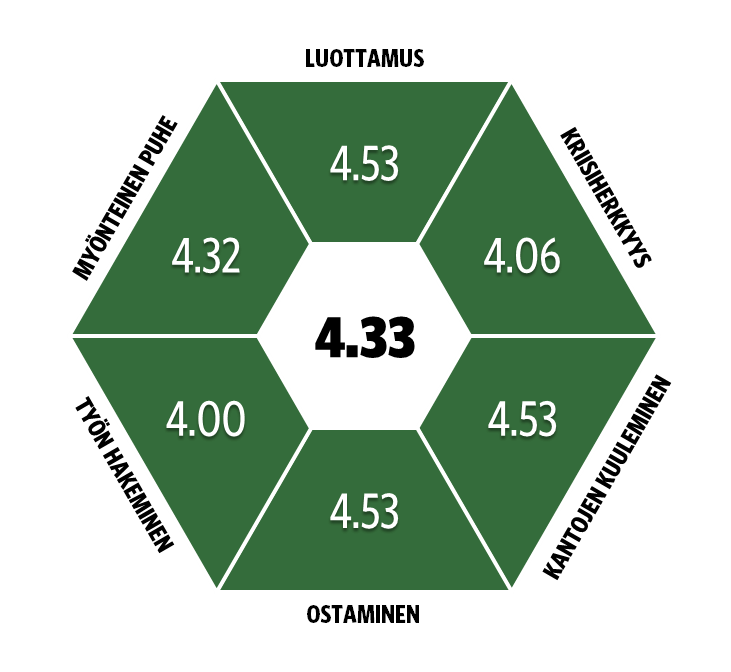 LUOTTAMUS
4.53
KRIISIHERKKYYS
4.06
KANTOJEN KUULEMINEN
4.53
OSTAMINEN
4.53
TYÖN HAKEMINEN
4.00
MYÖNTEINEN PUHE
4.32
4.33